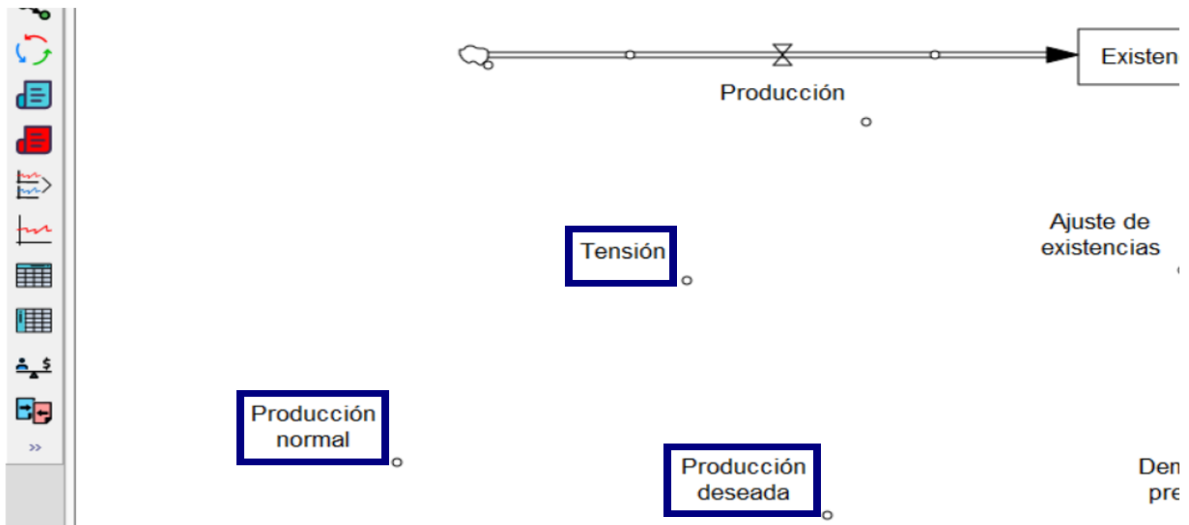 Existen
Producción
Ajuste de
existencias
Tensión
Producción
normal
Producción
deseada
Dem
pre
$
>>